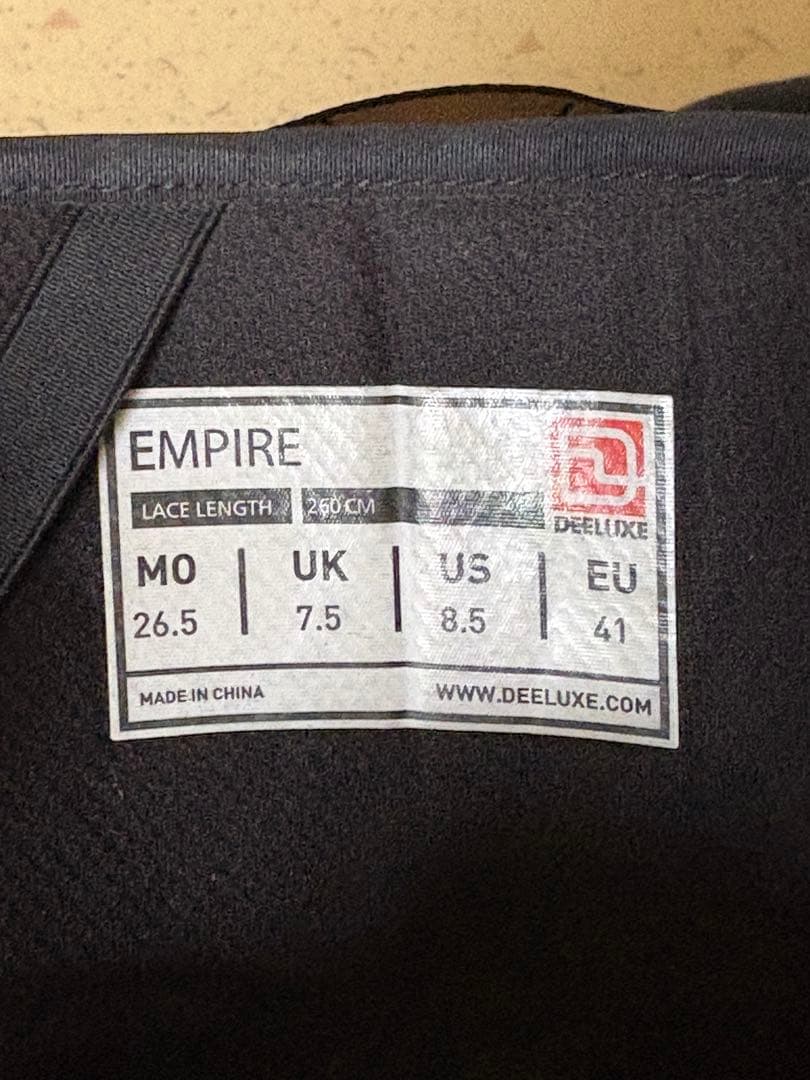 EMPIRE
LACE LENGTH 260 CM
DEELUXE
MO UK US EU
26.5 7.5 8.5 41
MADE IN CHINA WWW.DEELUXE.COM